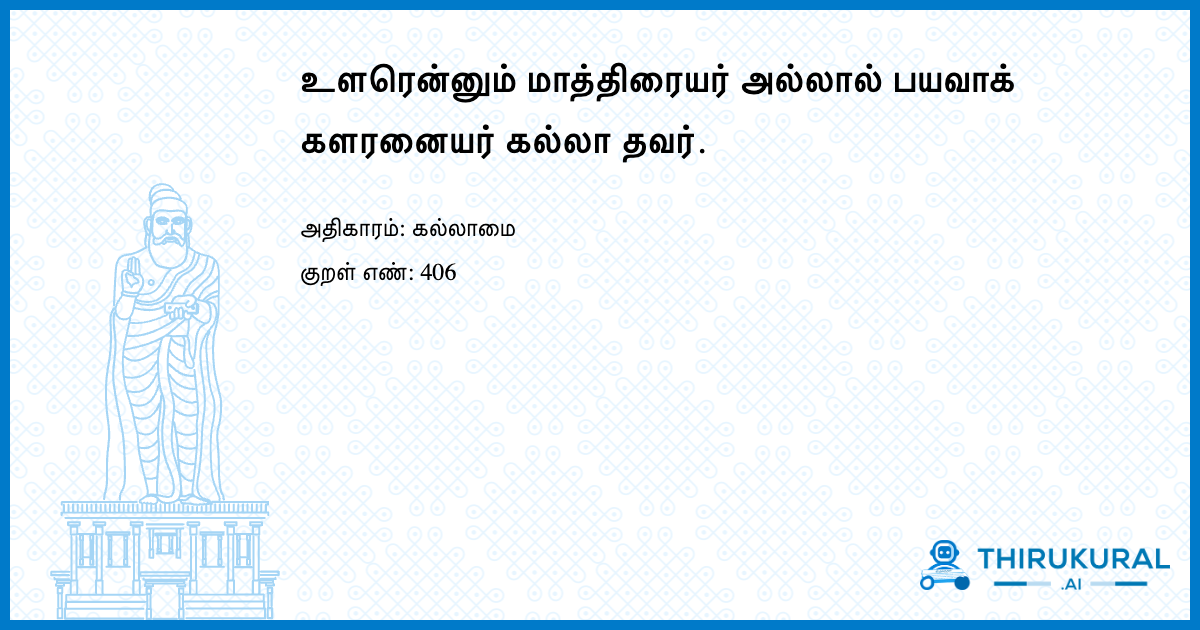 உளரென்னும் மாத்திரையர் அல்லால் பயவாக்
களரனையர் கல்லா தவர்.
அதிகாரம்: கல்லாமை
குறள் எண்: 406
THIRUKURAL
.AI